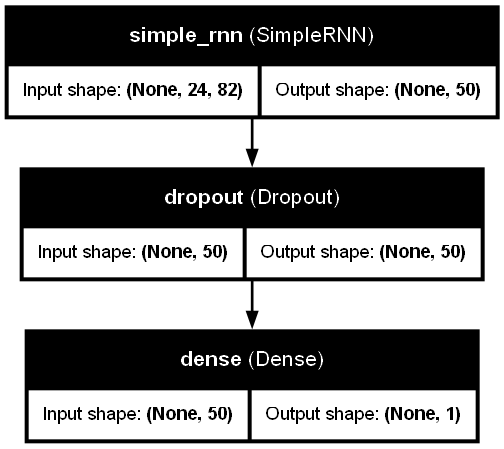 simple_rnn (SimpleRNN)
Input shape: (None, 24, 82) Output shape: (None, 50)
dropout (Dropout)
Input shape: (None, 50) Output shape: (None, 50)
dense (Dense)
Input shape: (None, 50) Output shape: (None, 1)